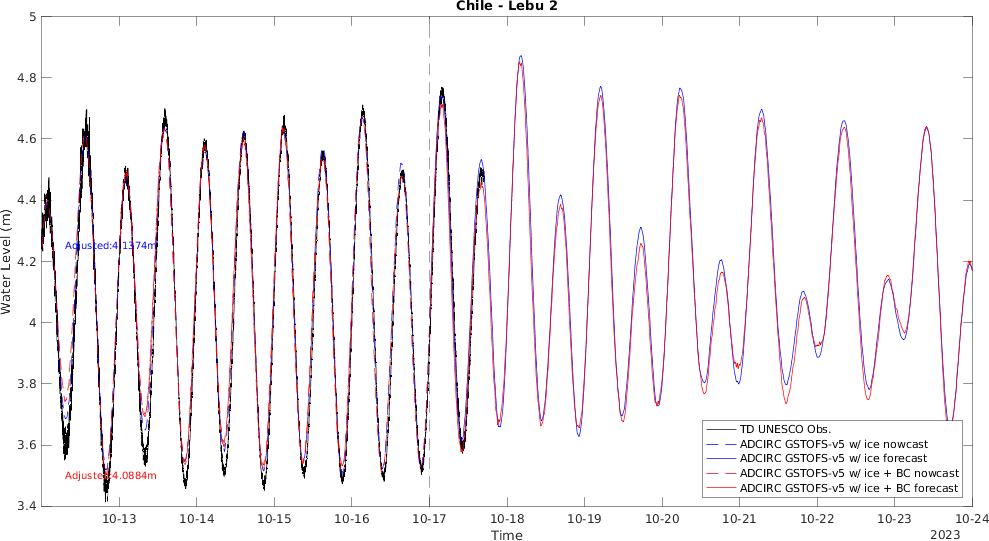 Chile - Lebu 2
Water Level (m)
5
4.8
4.6
4.4
4.2
4
3.8
3.6
3.4
Adjusted:4.1374m
Adjusted:4.0884m
TD UNESCO Obs.
ADCIRC GSTOFS-v5 w/ ice nowcast
ADCIRC GSTOFS-v5 w/ ice forecast
ADCIRC GSTOFS-v5 w/ ice + BC nowcast
ADCIRC GSTOFS-v5 w/ ice + BC forecast
10-13 10-14 10-15 10-16 10-17 10-18 10-19 10-20 10-21 10-22 10-23 10-24
Time
2023